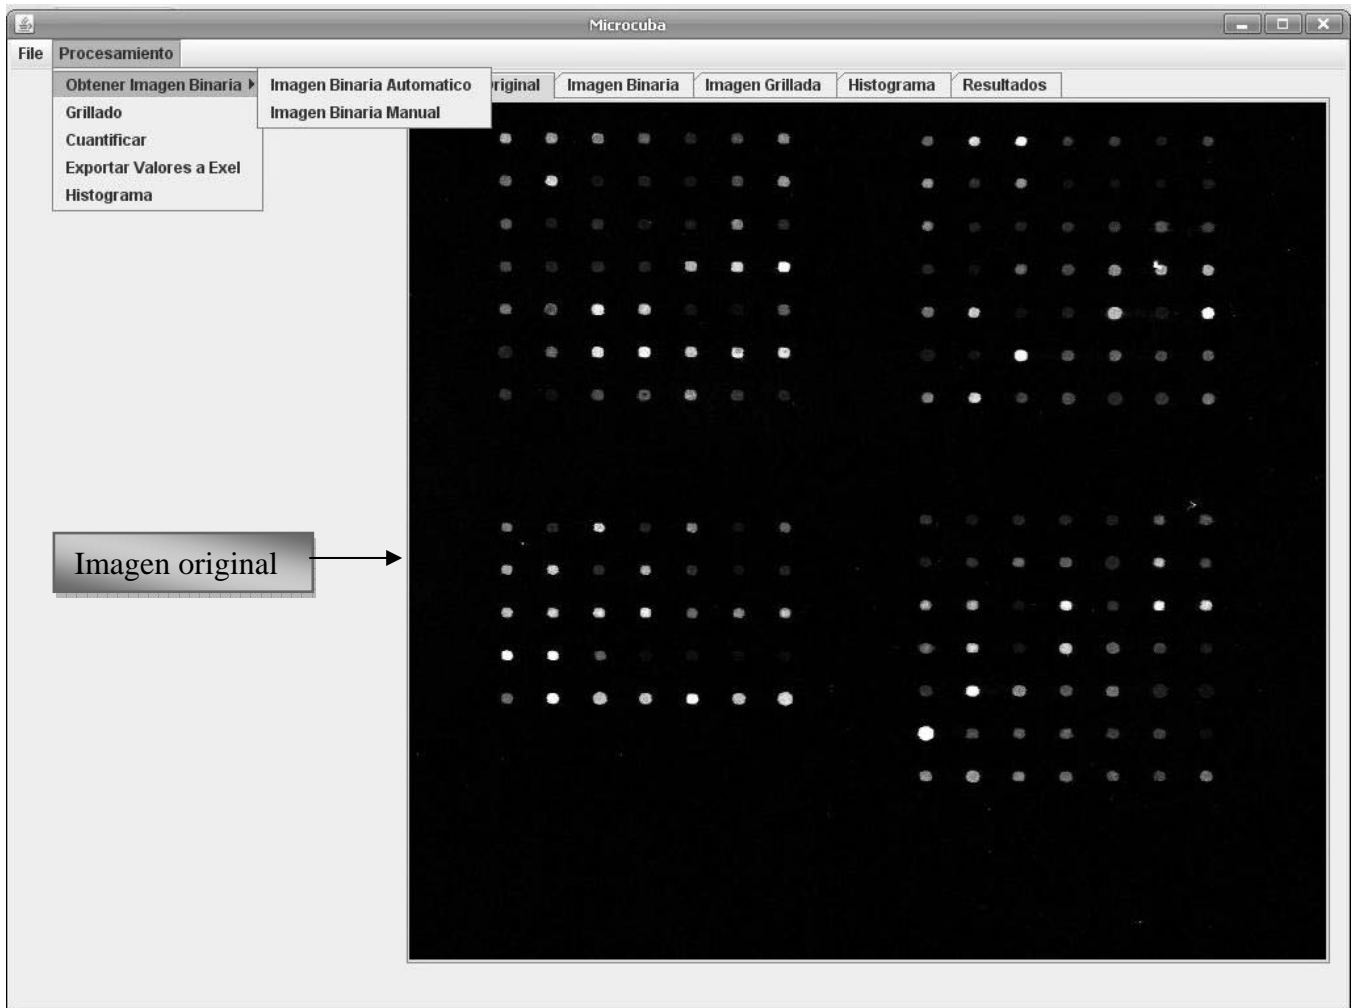 Microcuba
File Procesamiento
Obtener Imagen Binaria
Imagen Binaria Automatico
Imagen Binaria Manual
Grillado
Cuantificar
Exportar Valores a Exel
Histograma
Imagen Binaria
Imagen Grillada
Histograma
Resultados
Imagen original